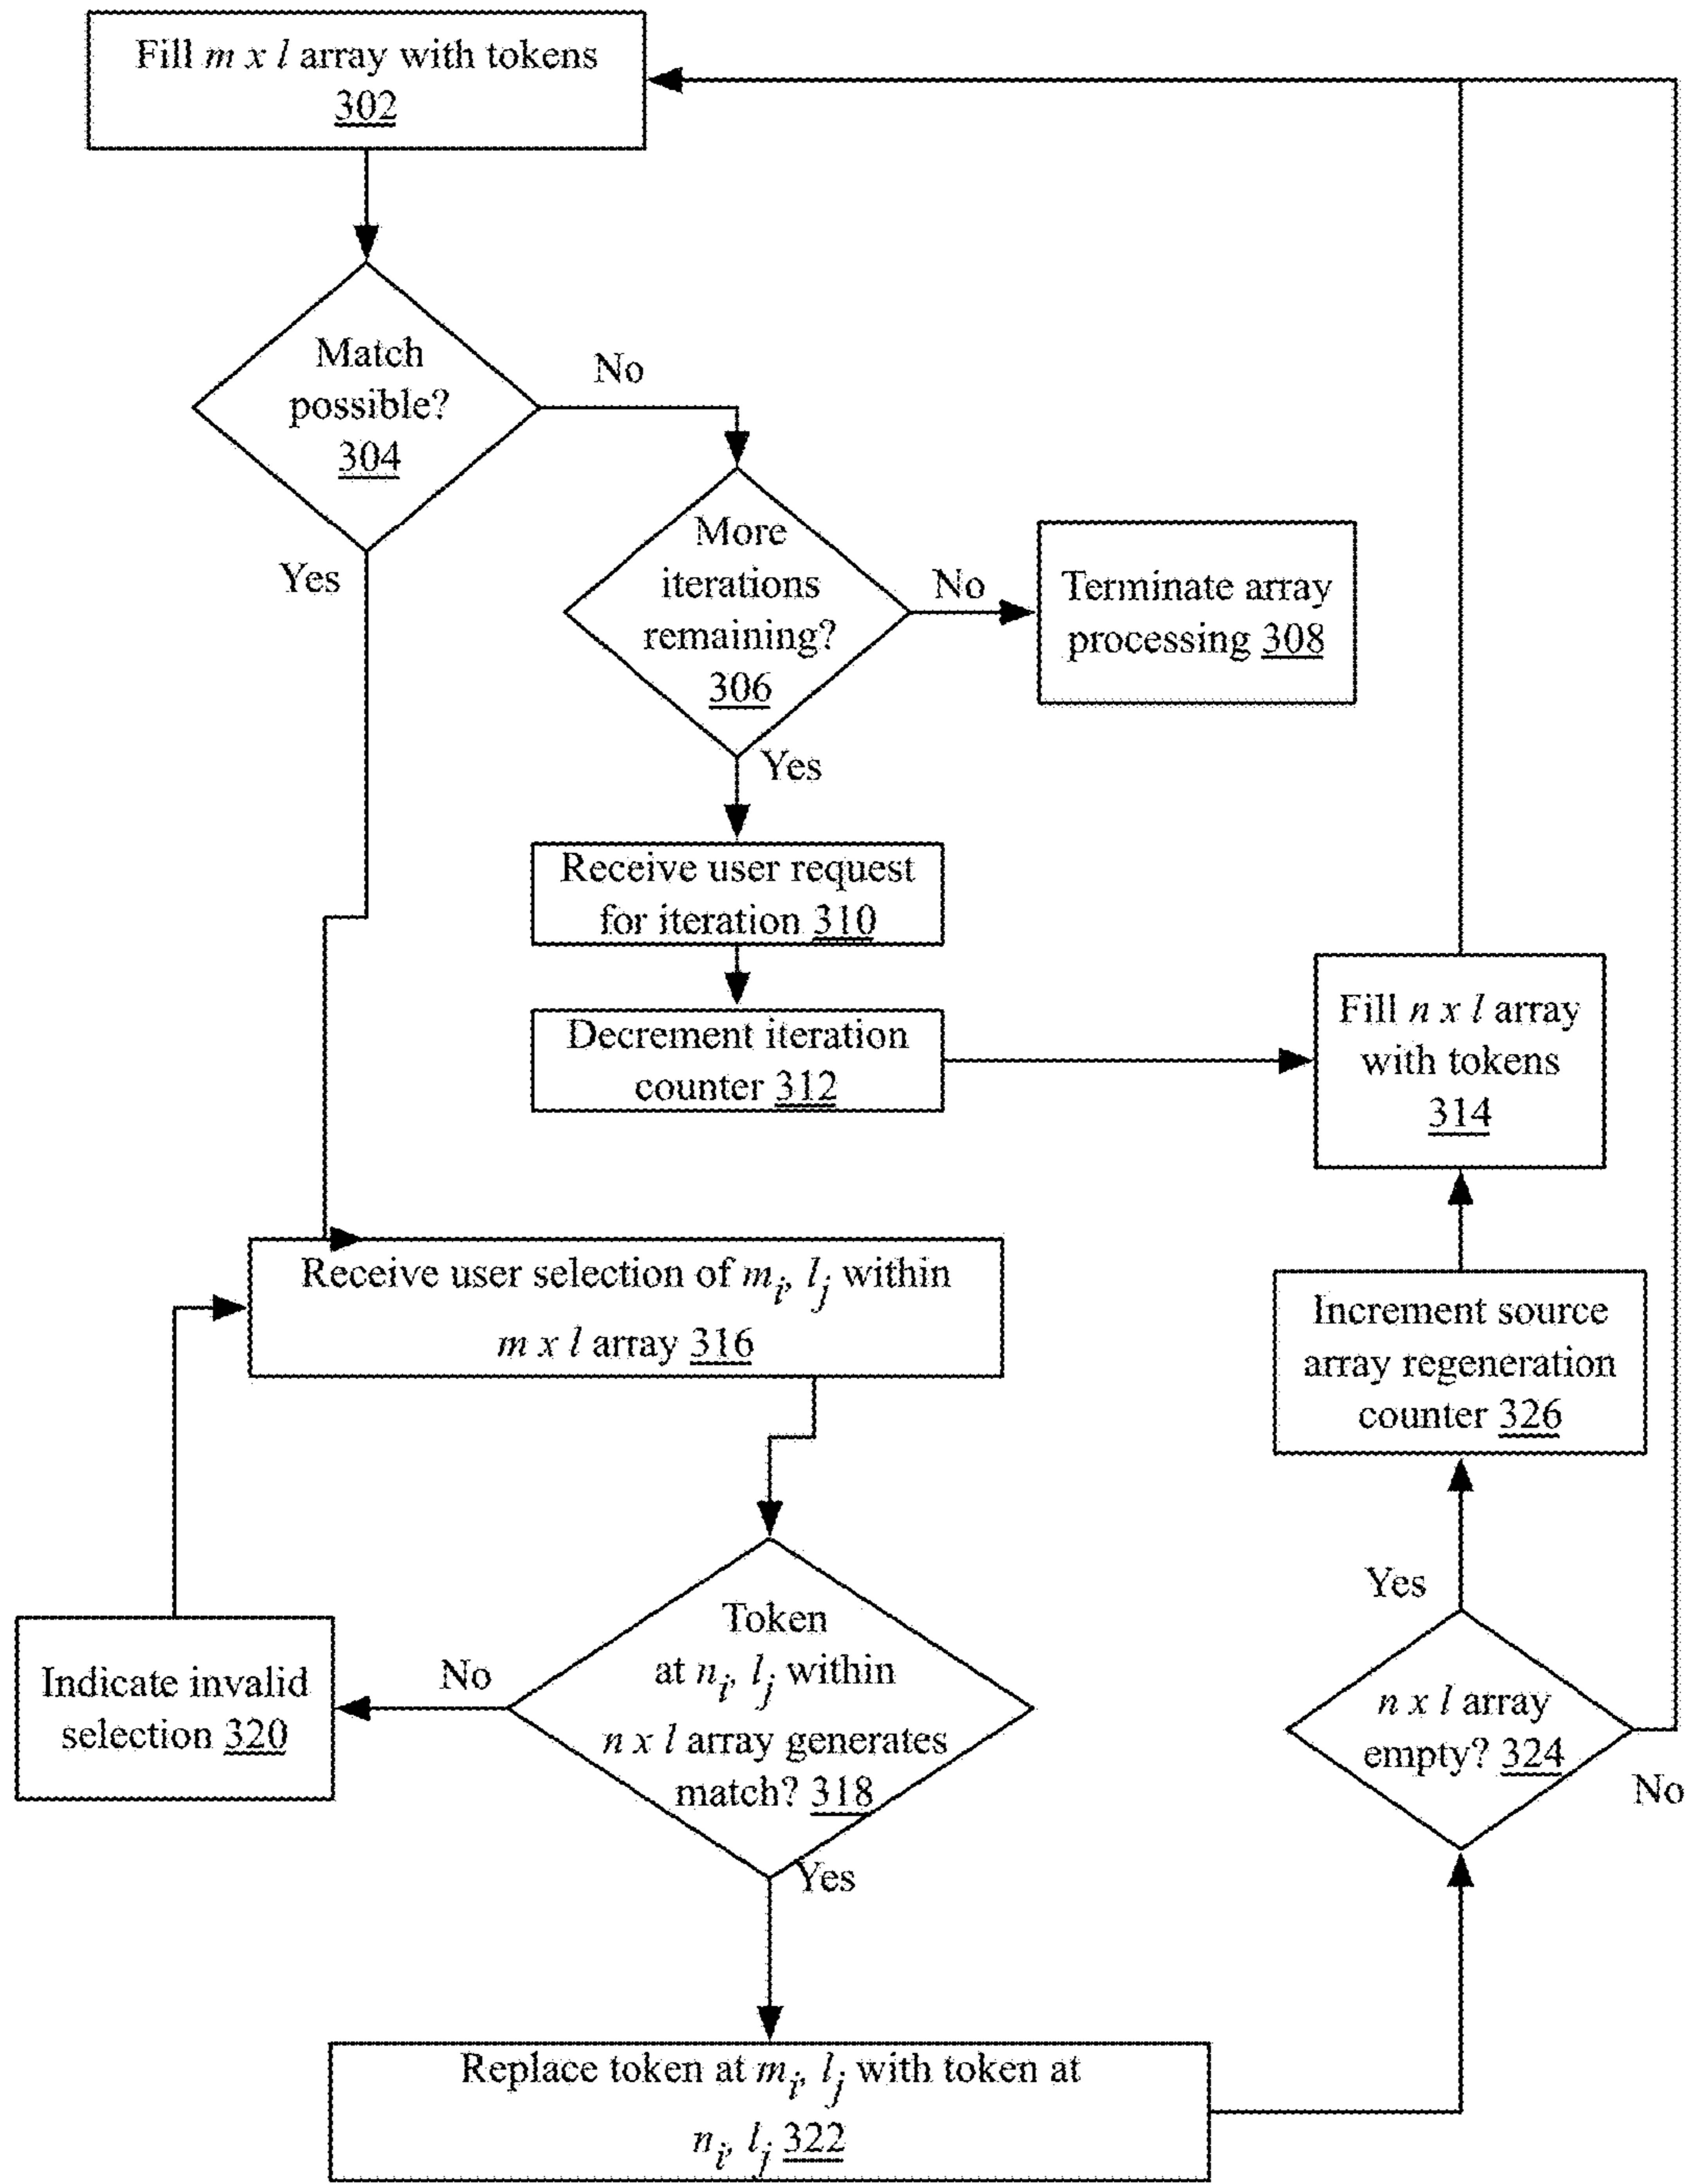 Fill m x l array with tokens
302
Match
possible?
304
No
Yes
More
iterations
remaining?
306
No
Terminate array
processing 308
Yes
Receive user request
for iteration 310
Decrement iteration
counter 312
Fill n x l array
with tokens
314
Receive user selection of mi, lj within
m x l array 316
Increment source
array regeneration
counter 326
Yes
Token
at ni, lj within
n x l array generates
match? 318
No
Indicate invalid
selection 320
n x l array
empty? 324
No
Yes
Replace token at mi, lj with token at
ni, lj 322